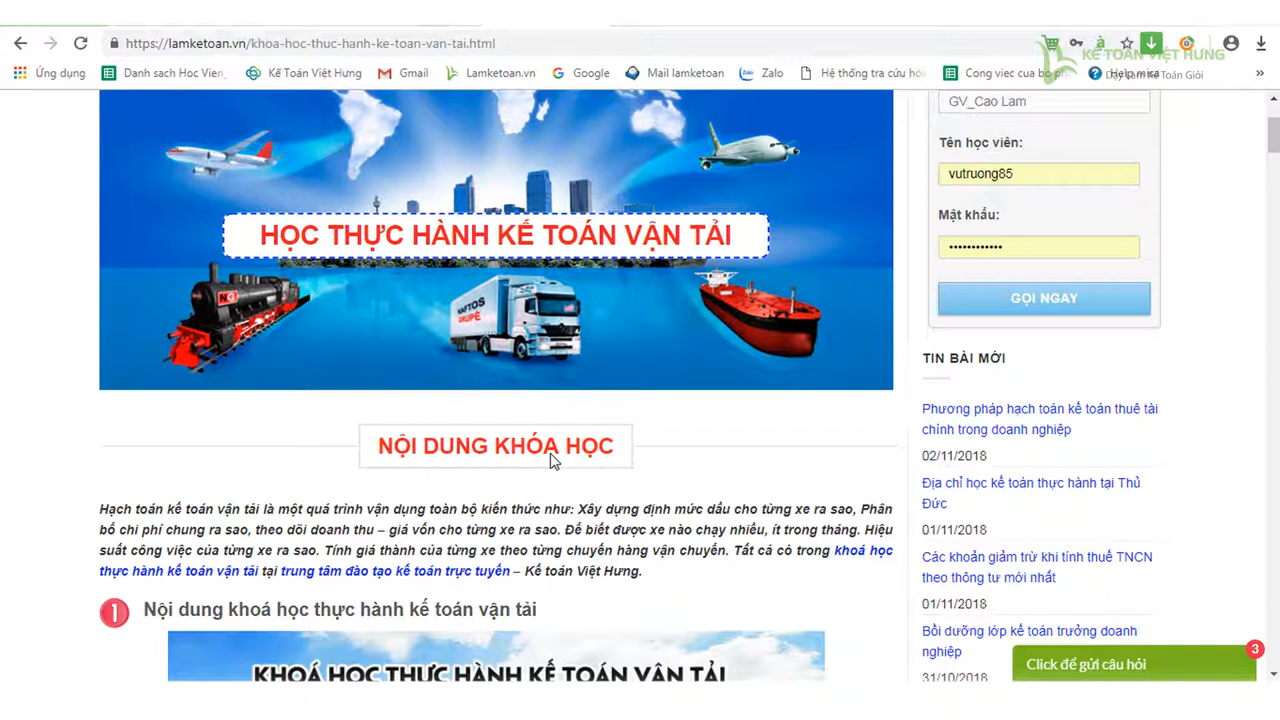 https://lamketoan.vn/khoa-hoc-thuc-hanh-ke-toan-van-tai.html
KẾ TOÁN VIỆT HƯNG
Dạy Làm Kế Toán Giỏi
Ứng dụng
Danh sach Hoc Vien
Kế Toán Việt Hưng
Gmail
Lamketoan.vn
Google
Mail lamketoan
Zalo
Hệ thống tra cứu hó
Cong viec cua bo ph
Help misa
GV_Cao Lam
Tên học viên:
vutruong85
Mật khẩu:
GỌI NGAY
HỌC THỰC HÀNH KẾ TOÁN VẬN TẢI
NG
NAFTOS
GRUPE
NỘI DUNG KHÓA HỌC
Hạch toán kế toán vận tải là một quá trình vận dụng toàn bộ kiến thức như: Xây dựng định mức dầu cho từng xe ra sao, Phân
bổ chi phí chung ra sao, theo dõi doanh thu – giá vốn cho từng xe ra sao. Để biết được xe nào chạy nhiều, ít trong tháng. Hiệu
suất công việc của từng xe ra sao. Tính giá thành của từng xe theo từng chuyến hàng vận chuyển. Tất cả có trong khoá học
thực hành kế toán vận tải tại trung tâm đào tạo kế toán trực tuyến – Kế toán Việt Hưng.
1 Nội dung khoá học thực hành kế toán vận tải
KHOÁ HỌC THỰC HÀNH KẾ TOÁN VẬN TẢI
TIN BÀI MỚI
Phương pháp hạch toán kế toán thuê tài
chính trong doanh nghiệp
02/11/2018
Địa chỉ học kế toán thực hành tại Thủ
Đức
01/11/2018
Các khoản giảm trừ khi tính thuế TNCN
theo thông tư mới nhất
01/11/2018
Bồi dưỡng lớp kế toán trưởng doanh
nghiệp
31/10/2018
Click để gửi câu hỏi
3